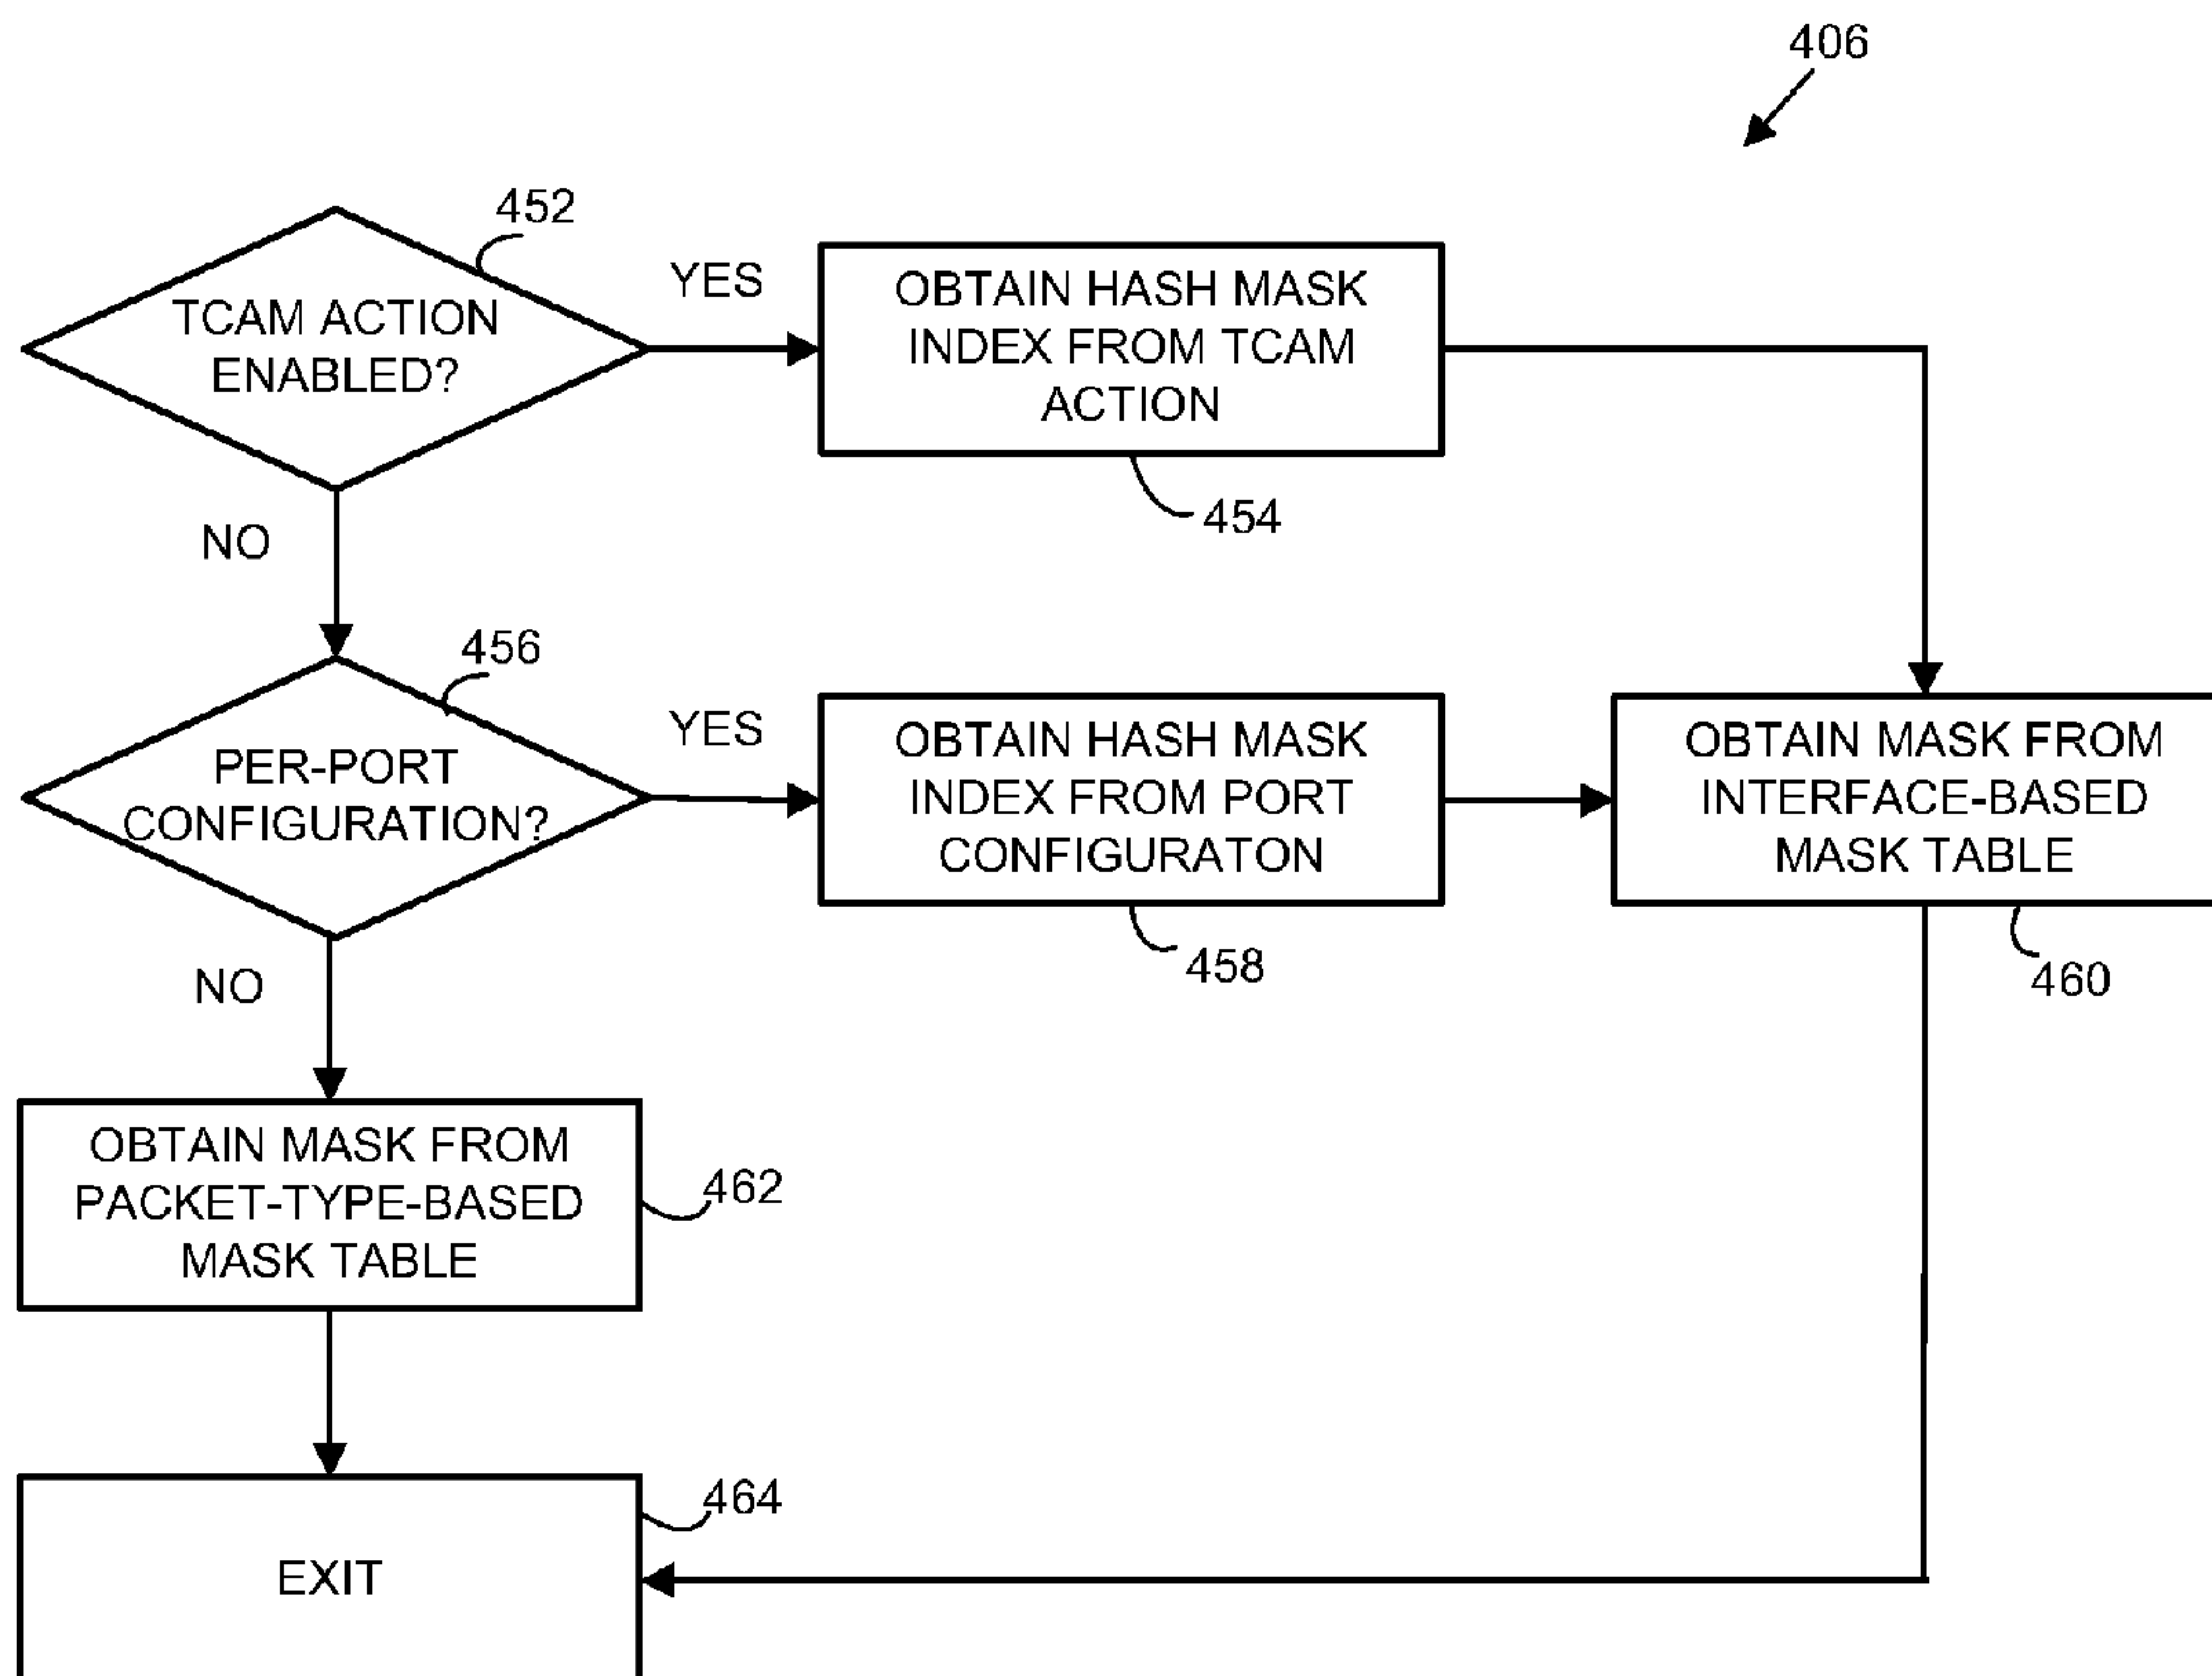 406
452
TCAM ACTION
ENABLED?
YES
OBTAIN HASH MASK
INDEX FROM TCAM
ACTION
454
NO
456
PER-PORT
CONFIGURATION?
YES
OBTAIN HASH MASK
INDEX FROM PORT
CONFIGURATON
458
OBTAIN MASK FROM
INTERFACE-BASED
MASK TABLE
460
NO
OBTAIN MASK FROM
PACKET-TYPE-BASED
MASK TABLE
462
464
EXIT